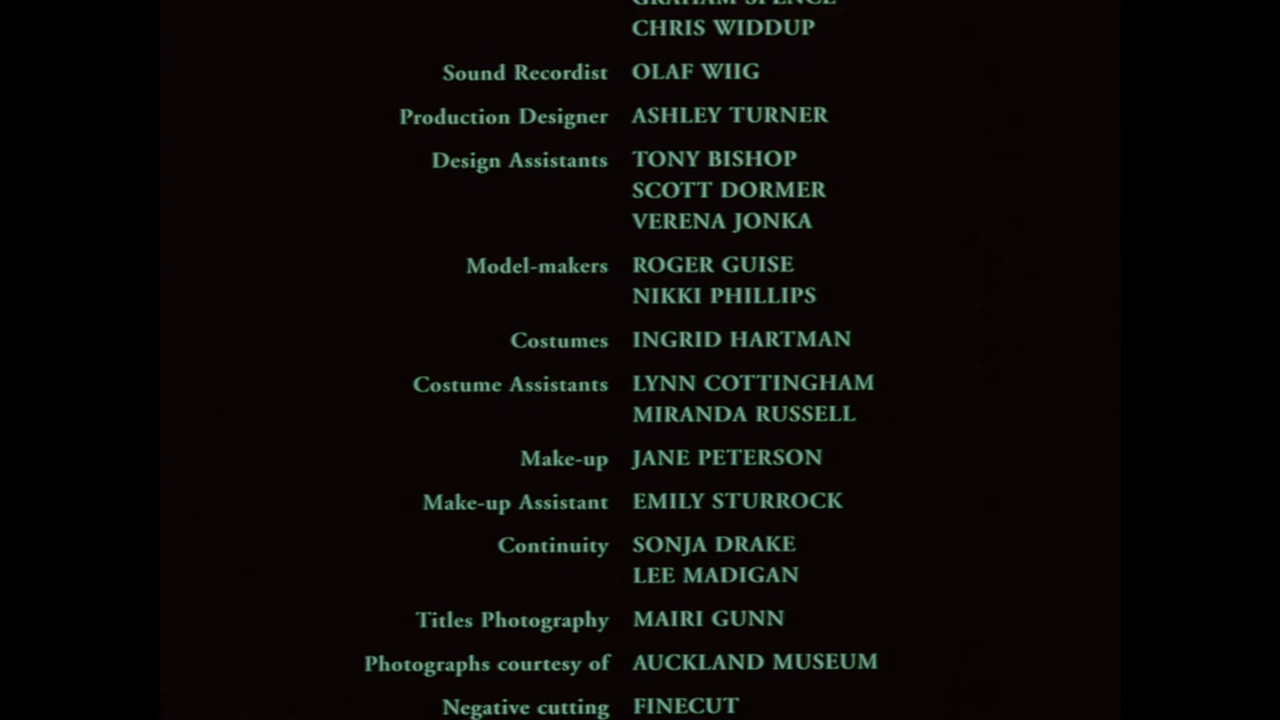 GRAHAM SPENCE
CHRIS WIDDUP
Sound Recordist OLAF WIIG
Production Designer ASHLEY TURNER
Design Assistants TONY BISHOP
SCOTT DORMER
VERENA JONKA
Model-makers ROGER GUISE
NIKKI PHILLIPS
Costumes INGRID HARTMAN
Costume Assistants LYNN COTTINGHAM
MIRANDA RUSSELL
Make-up JANE PETERSON
Make-up Assistant EMILY STURROCK
Continuity SONJA DRAKE
LEE MADIGAN
Titles Photography MAIRI GUNN
Photographs courtesy of AUCKLAND MUSEUM
Negative cutting FINECUT